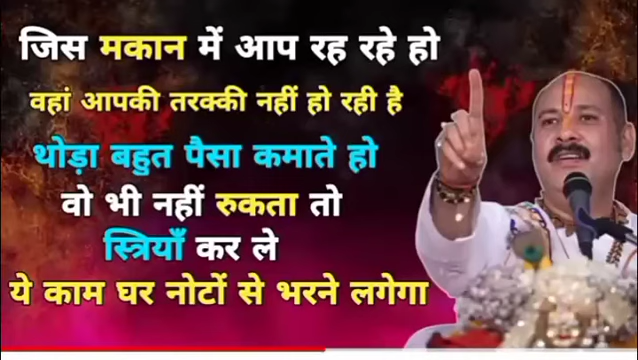 जिस मकान में आप रह रहे हो
वहां आपकी तरक्की नहीं हो रही है
थोड़ा बहुत पैसा कमाते हो
वो भी नहीं रुकता तो
स्त्रियाँ कर ले
ये काम घर नोटों से भरने लगेगा